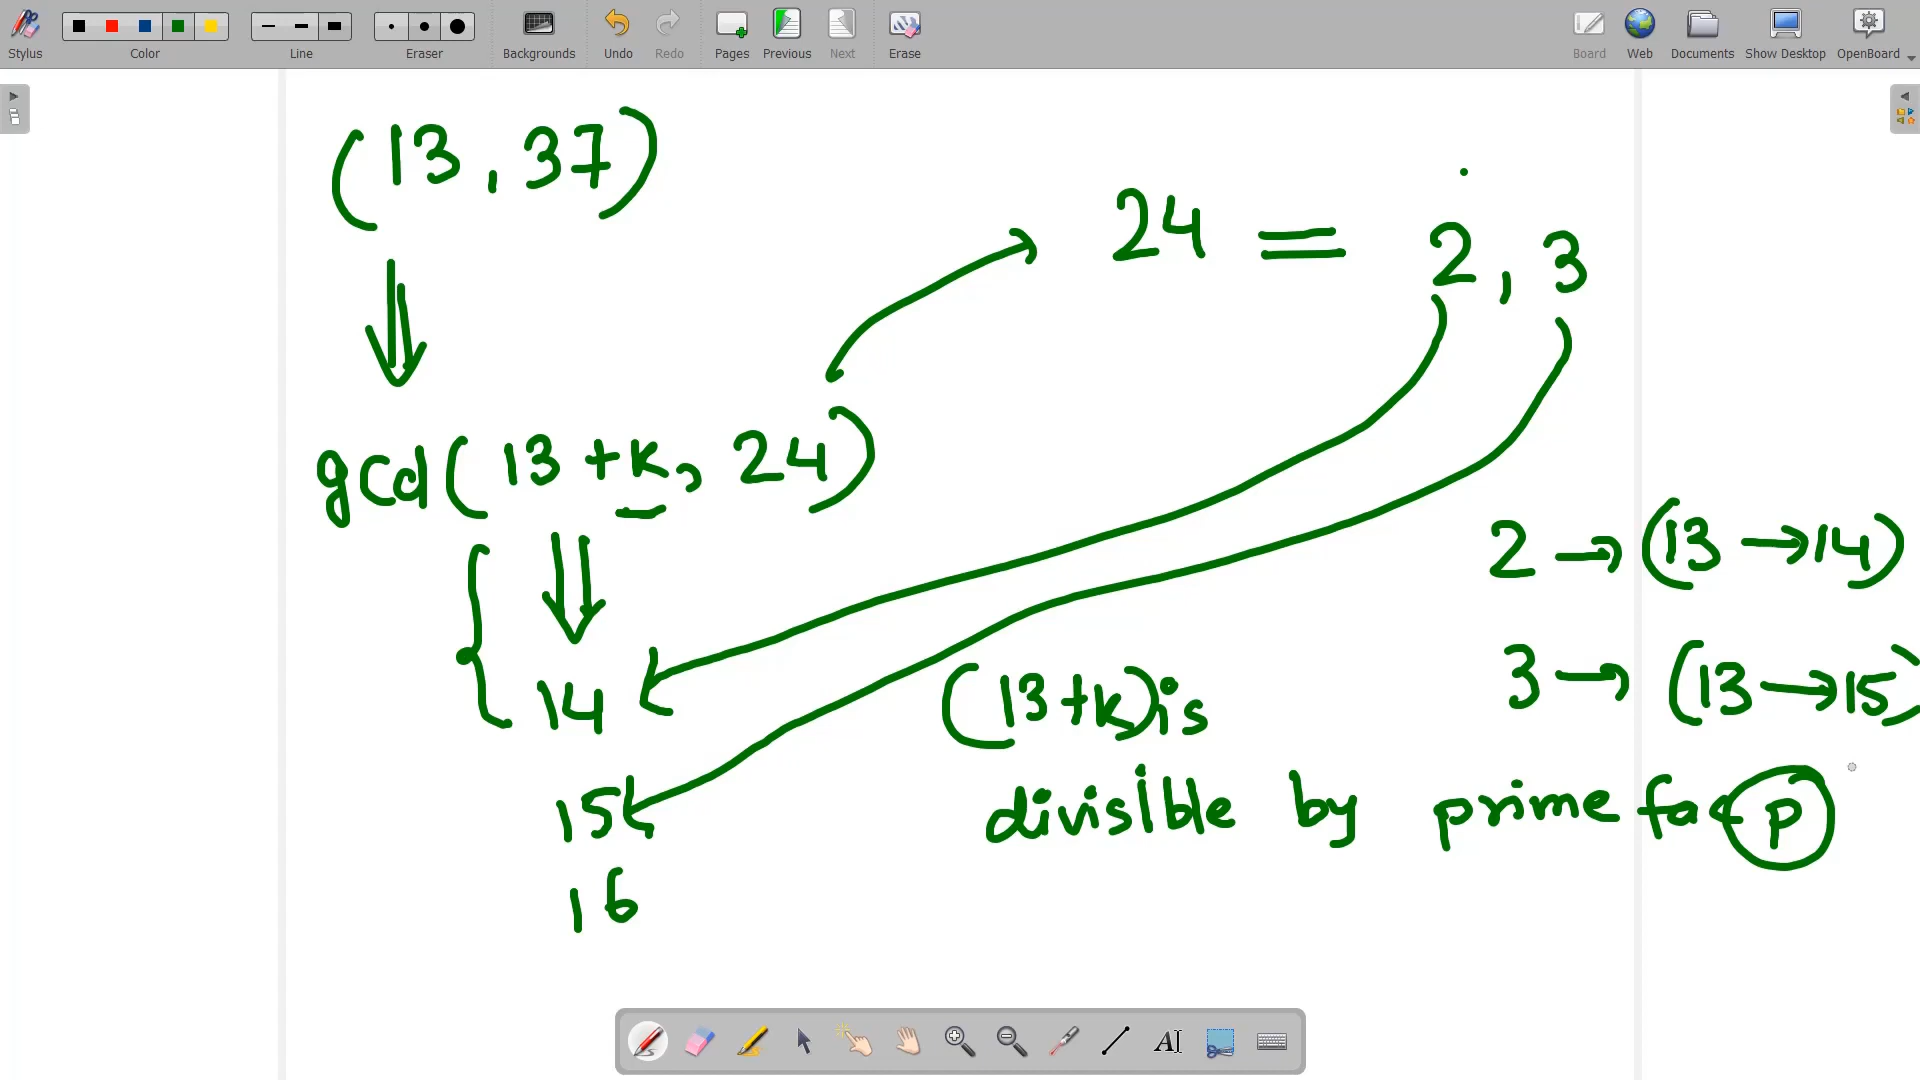 Stylus Color Line Eraser Backgrounds Undo Redo Pages Previous Next Erase Board Web Documents Show Desktop OpenBoard
(13, 37)
24 = 2, 3
gcd(13+k, 24)
2 → (13 → 14)
14
(13+k) is
3 → (13 → 15)
15
divisible by prime fac p
16